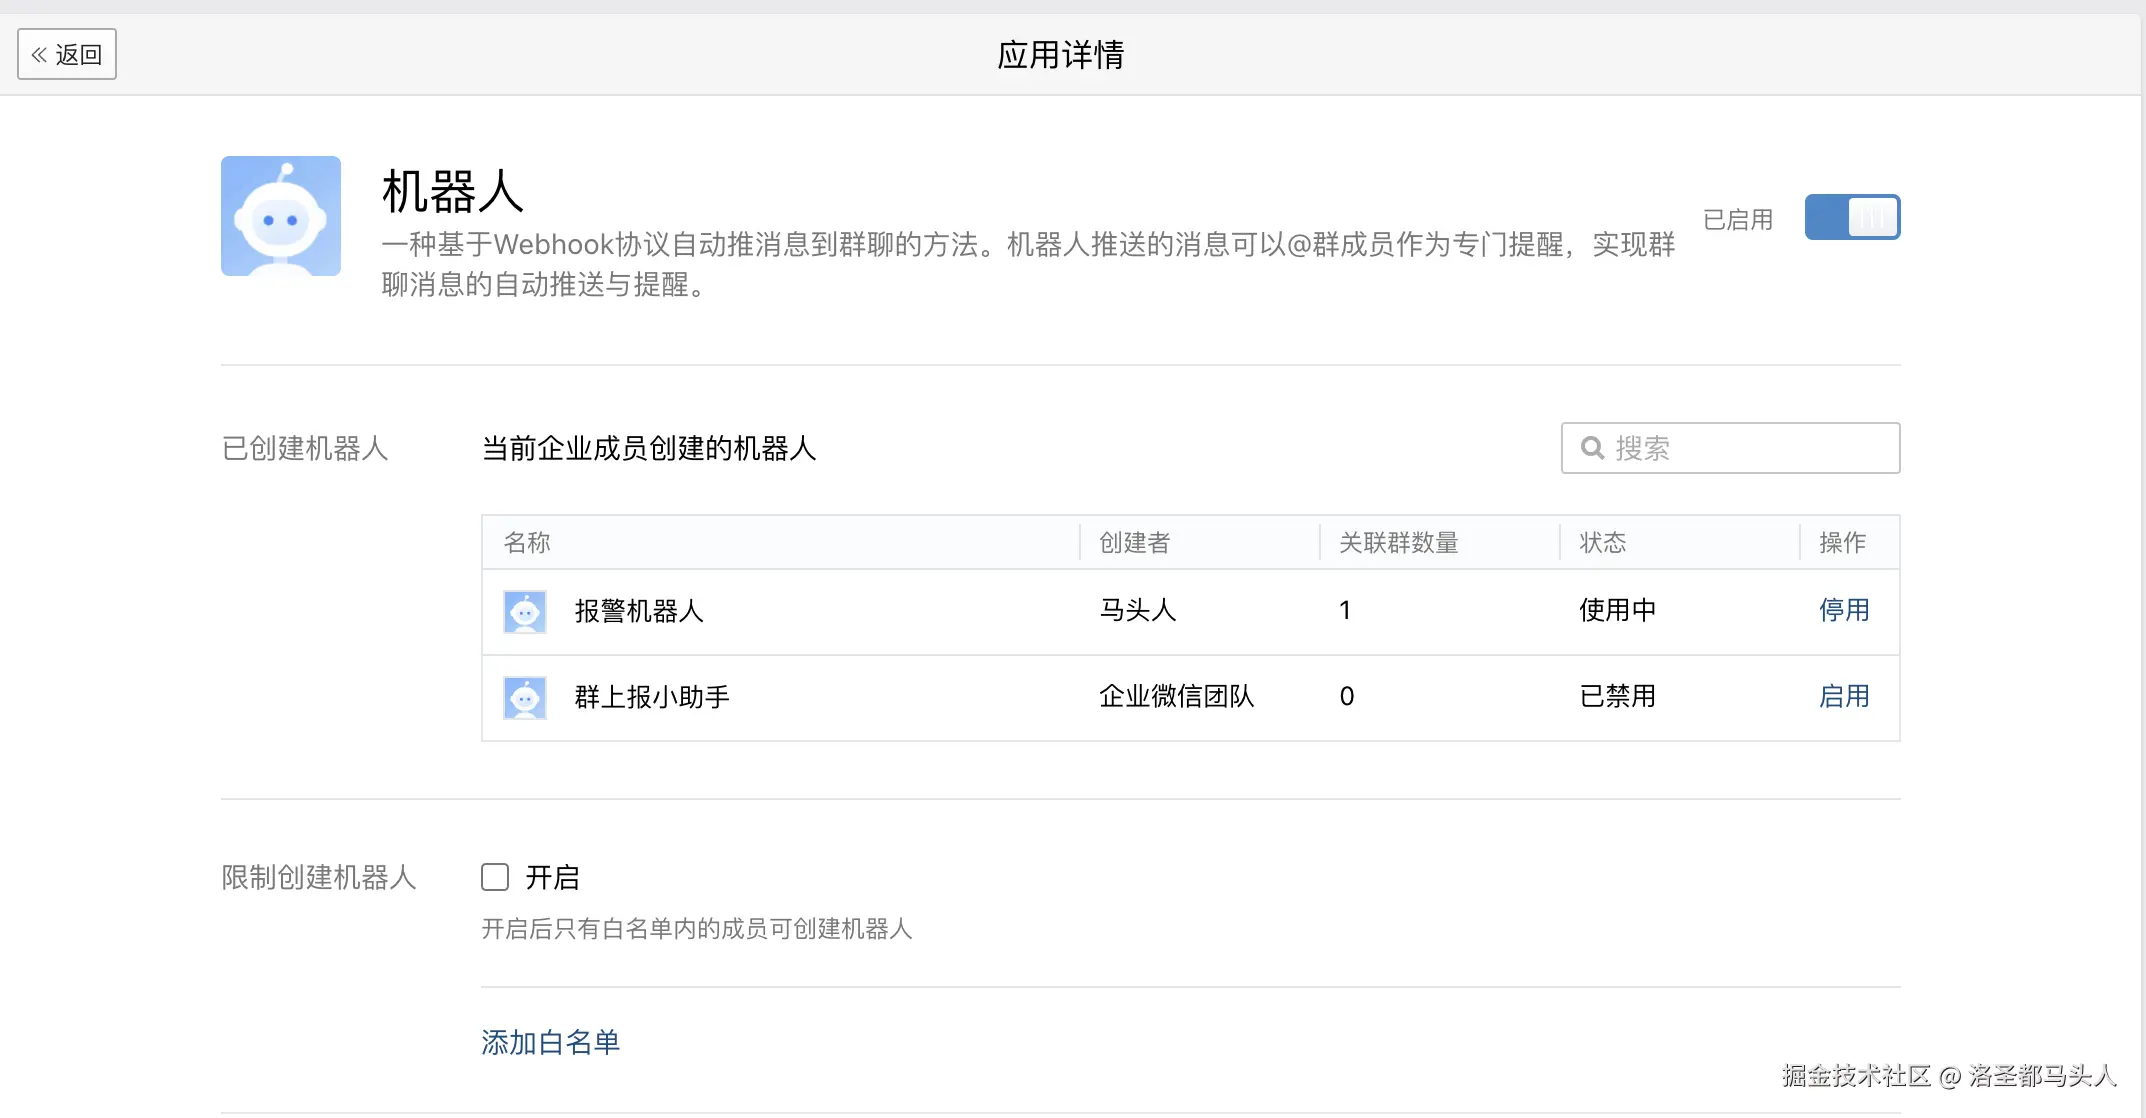 « 返回
应用详情
机器人
一种基于Webhook协议自动推消息到群聊的方法。机器人推送的消息可以@群成员作为专门提醒，实现群
聊消息的自动推送与提醒。
已启用
已创建机器人
当前企业成员创建的机器人
搜索
名称 创建者 关联群数量 状态 操作
报警机器人 马头人 1 使用中 停用
群上报小助手 企业微信团队 0 已禁用 启用
限制创建机器人
开启
开启后只有白名单内的成员可创建机器人
添加白名单
掘金技术社区 @ 洛圣都马头人